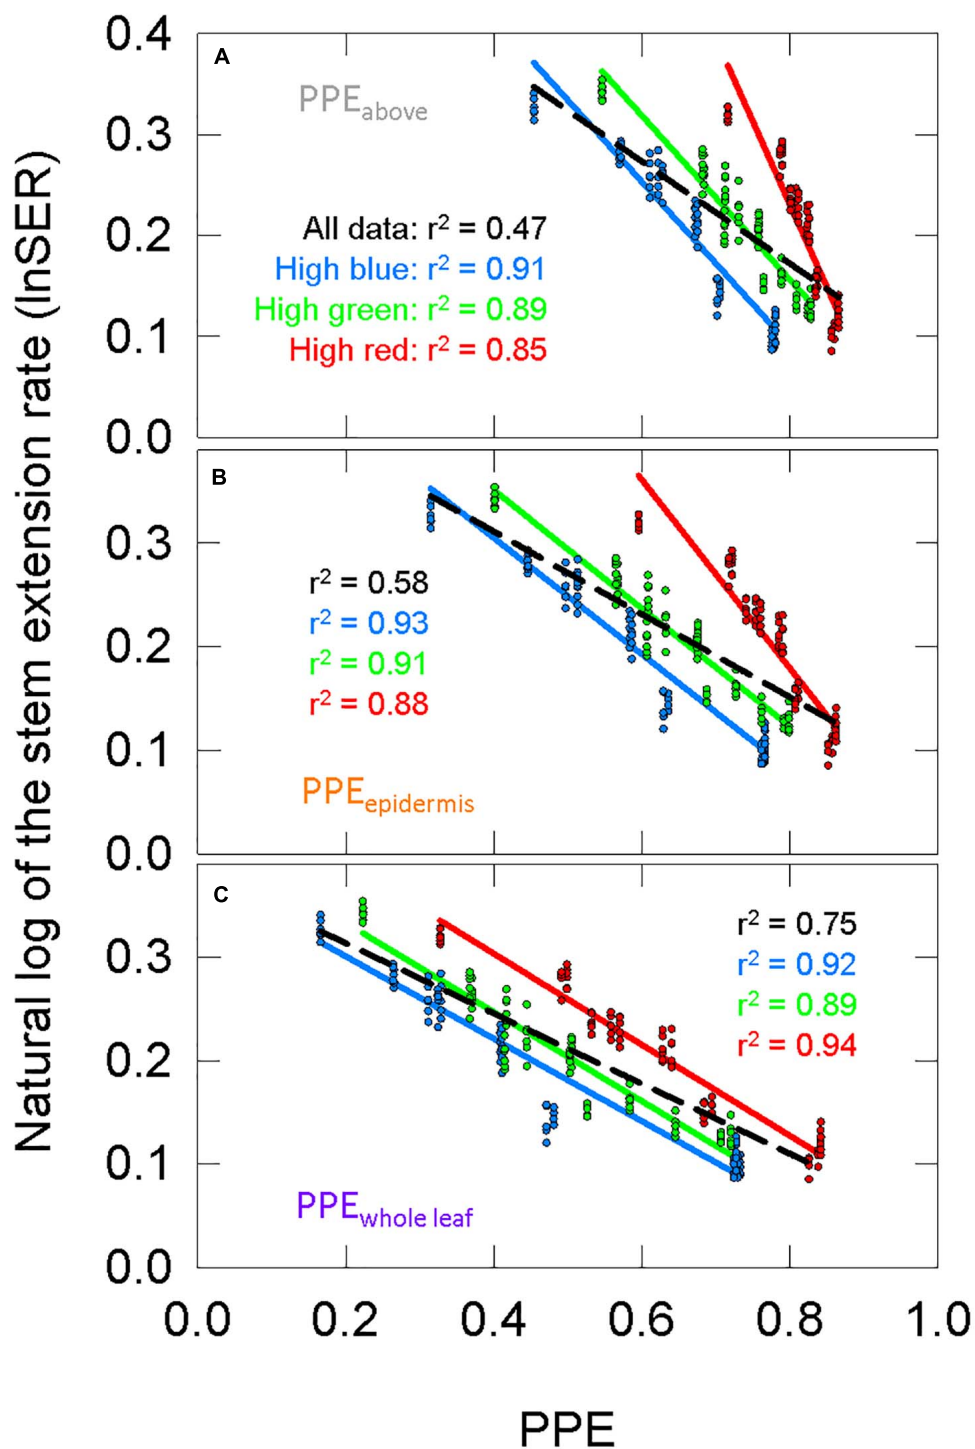 Natural log of the stem extension rate (lnSER)
0.4
0.3
0.2
0.1
0.0
A
PPEabove
All data: r² = 0.47
High blue: r² = 0.91
High green: r² = 0.89
High red: r² = 0.85
0.3
0.2
0.1
0.0
B
r² = 0.58
r² = 0.93
r² = 0.91
r² = 0.88
PPEepidermis
0.3
0.2
0.1
0.0
C
r² = 0.75
r² = 0.92
r² = 0.89
r² = 0.94
PPEwhole leaf
0.0 0.2 0.4 0.6 0.8 1.0
PPE